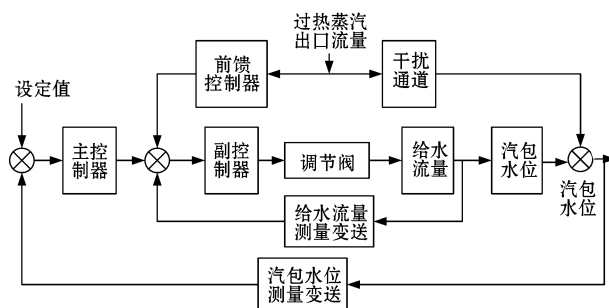 过热蒸汽
出口流量
前馈
控制器
干扰
通道
设定值
主控
制器
副控
制器
调节阀
给水
流量
汽包
水位
汽包
水位
给水流量
测量变送
汽包水位
测量变送